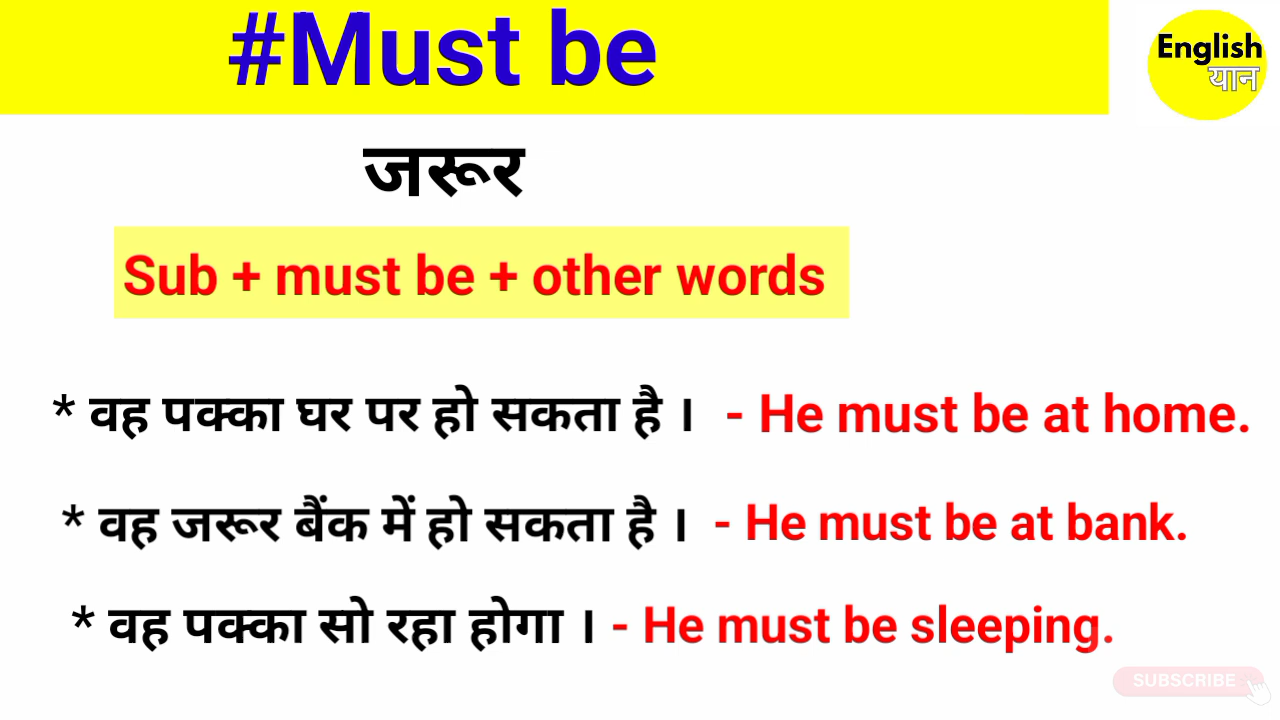 #Must be
English
यान
जरूर
Sub + must be + other words
* वह पक्का घर पर हो सकता है । - He must be at home.
* वह जरूर बैंक में हो सकता है । - He must be at bank.
* वह पक्का सो रहा होगा । - He must be sleeping.
SUBSCRIBE